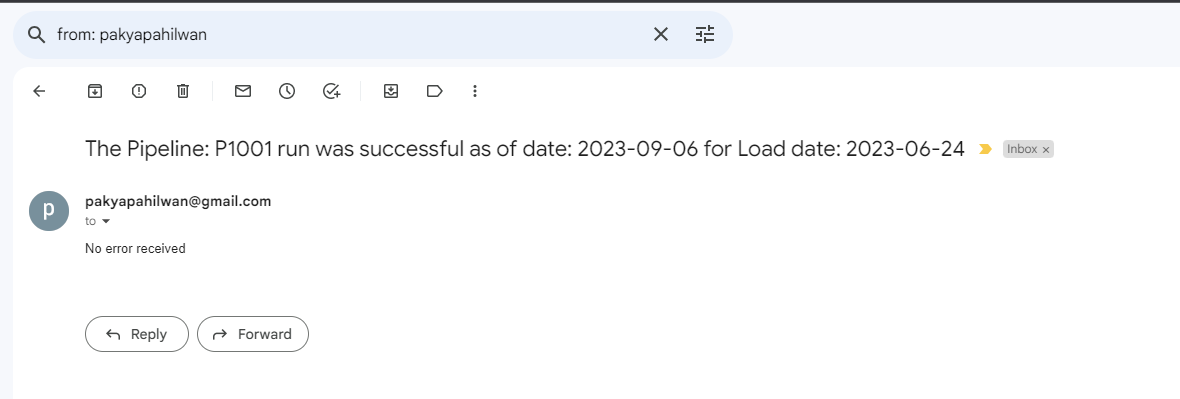 from: pakyapahilwan
The Pipeline: P1001 run was successful as of date: 2023-09-06 for Load date: 2023-06-24
Inbox ×
p
pakyapahilwan@gmail.com
to
No error received
Reply
Forward